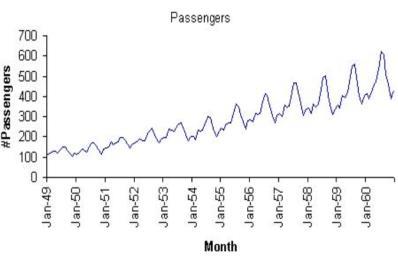 Passengers
#Passengers
700
600
500
400
300
200
100
0
Jan-49
Jan-50
Jan-51
Jan-52
Jan-53
Jan-54
Jan-55
Jan-56
Jan-57
Jan-58
Jan-59
Jan-60
Month